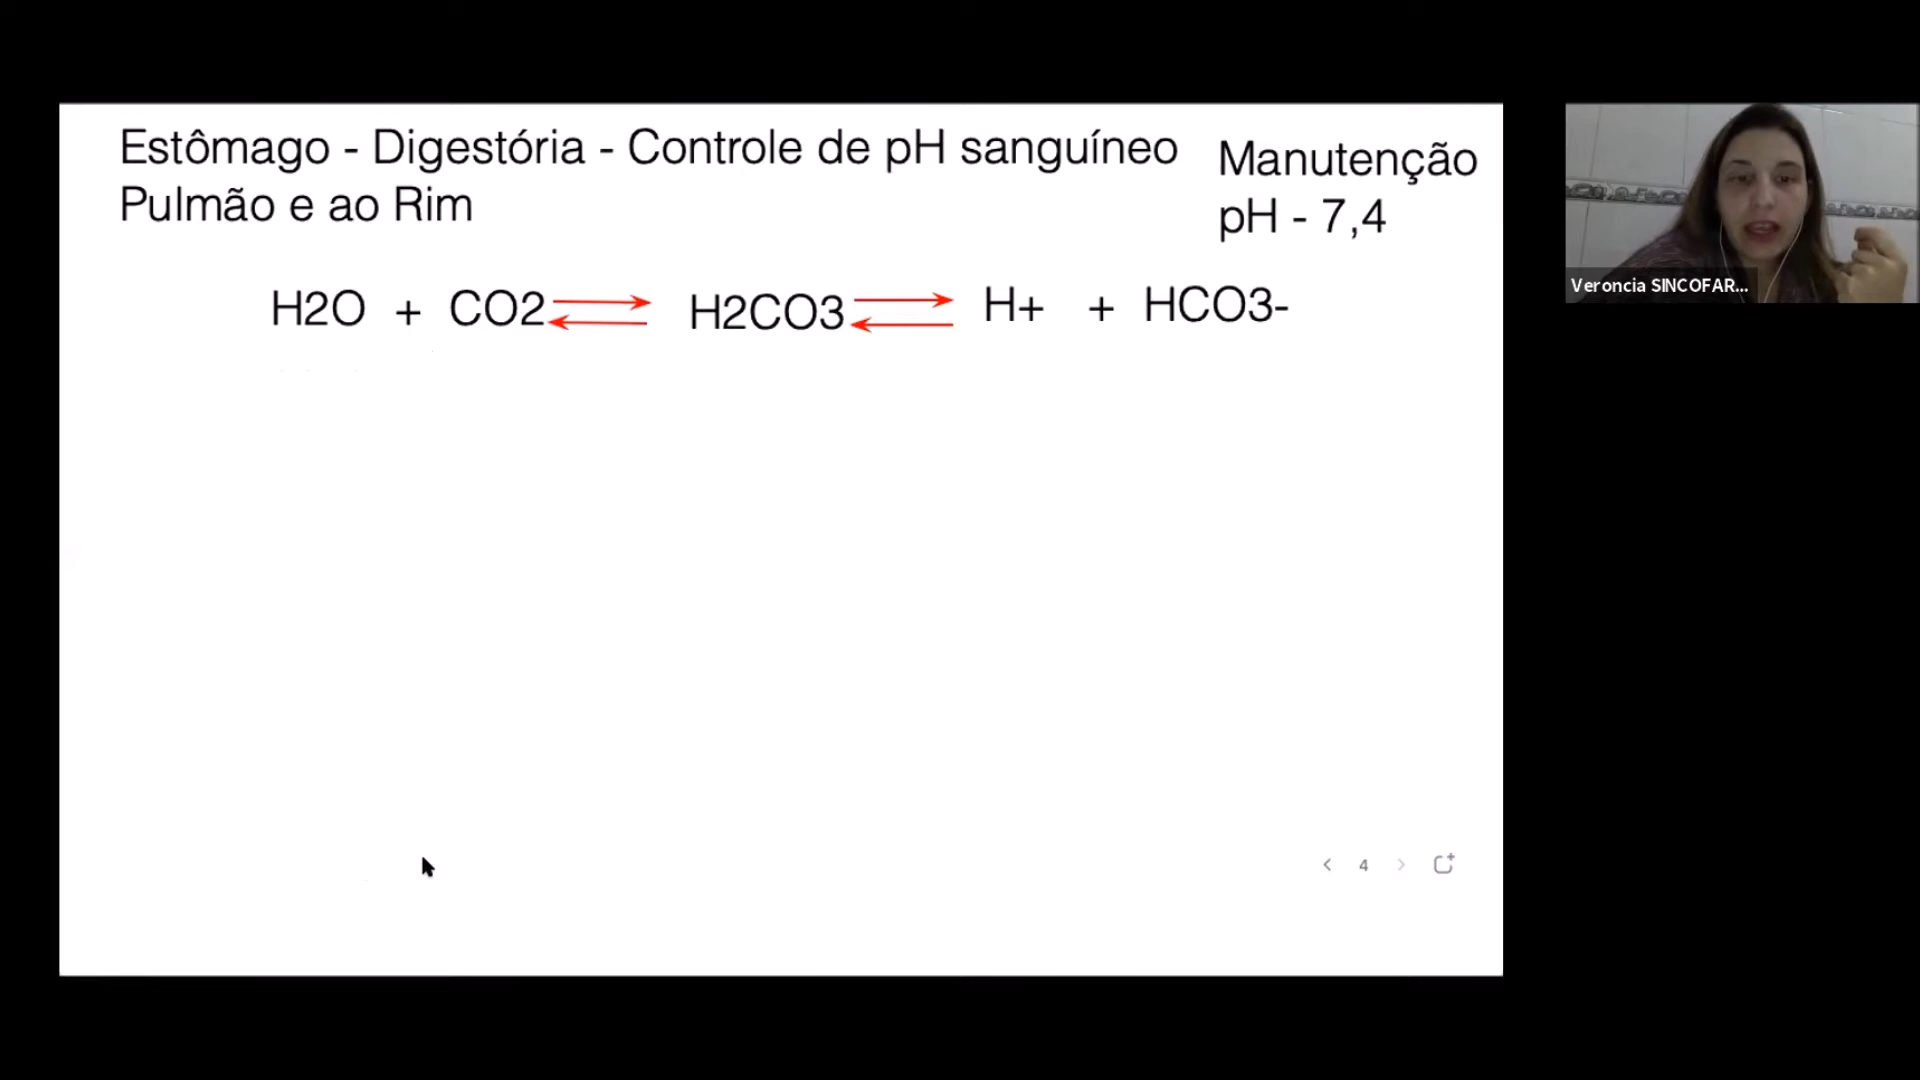 Estômago - Digestória - Controle de pH sanguíneo
Pulmão e ao Rim
Manutenção
pH - 7,4
H2O + CO2 H2CO3 H+ + HCO3-
Veroncia SINCOFAR...
4